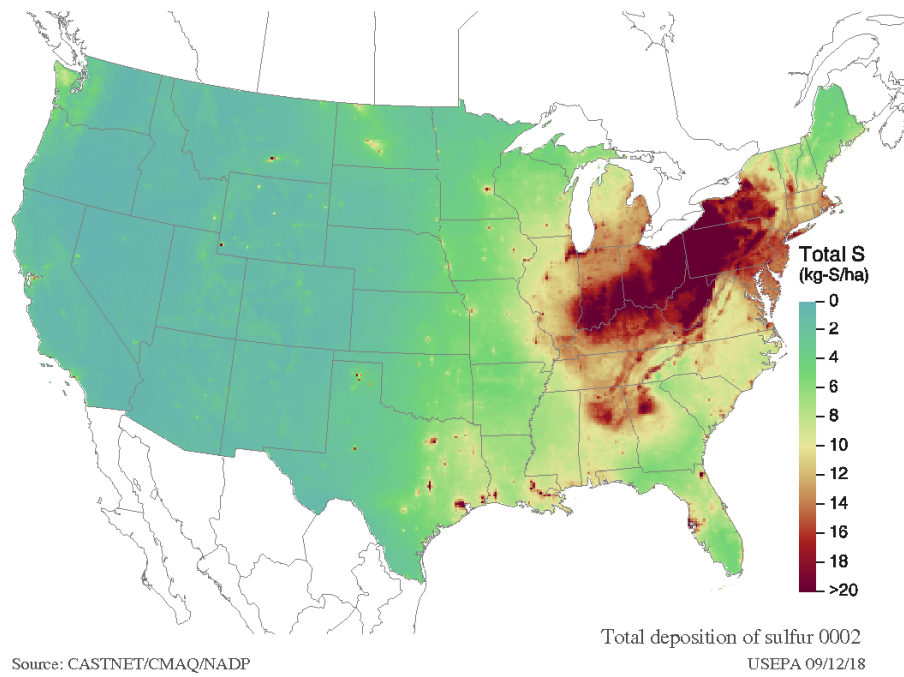 Total S
(kg-S/ha)
0
2
4
6
8
10
12
14
16
18
>20
Total deposition of sulfur 0002
Source: CASTNET/CMAQ/NADP
USEPA 09/12/18